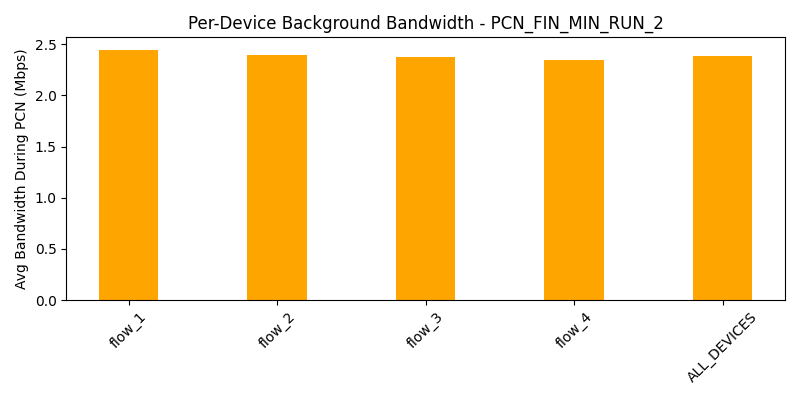 Per-Device Background Bandwidth - PCN_FIN_MIN_RUN_2
Avg Bandwidth During PCN (Mbps)
2.5
2.0
1.5
1.0
0.5
0.0
flow_1
flow_2
flow_3
flow_4
ALL_DEVICES